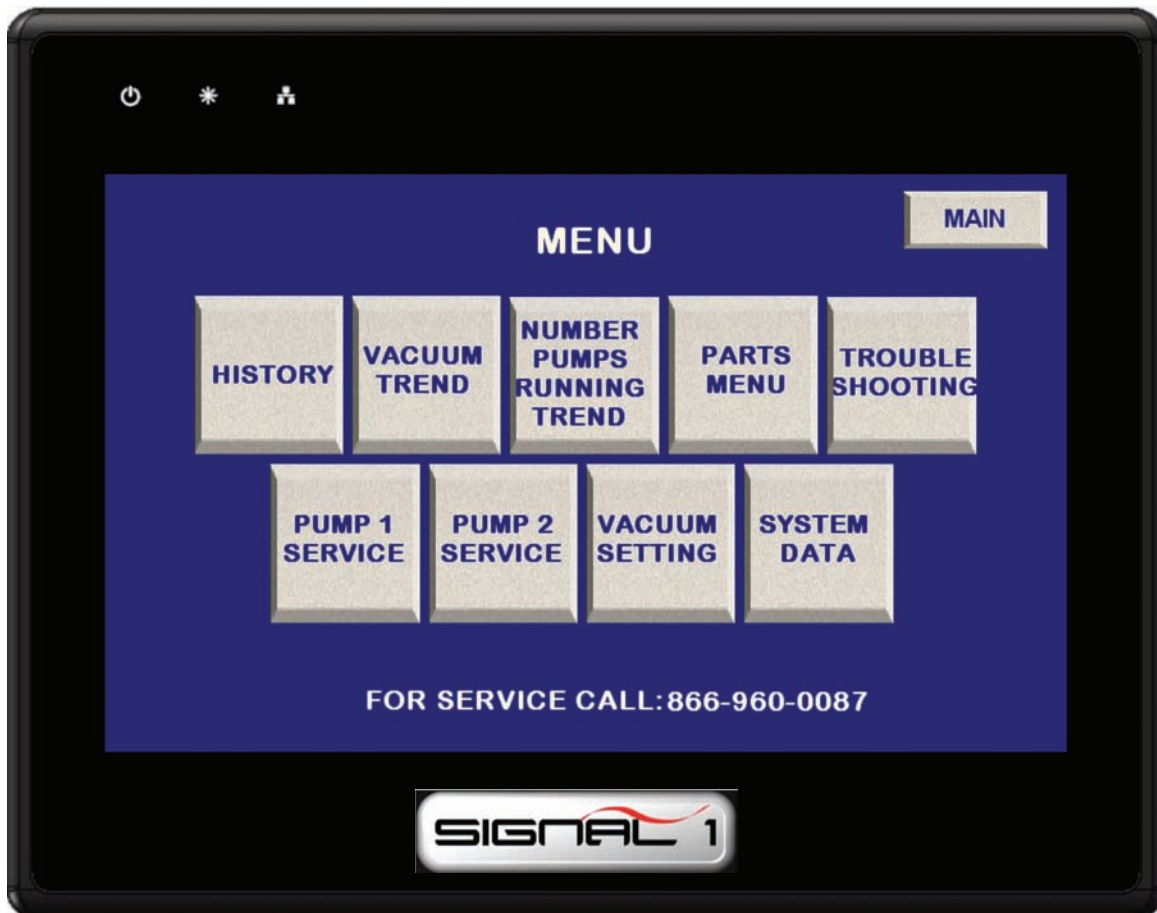 MENU
MAIN
HISTORY
VACUUM
TREND
NUMBER
PUMPS
RUNNING
TREND
PARTS
MENU
TROUBLE
SHOOTING
PUMP 1
SERVICE
PUMP 2
SERVICE
VACUUM
SETTING
SYSTEM
DATA
FOR SERVICE CALL:866-960-0087
SIGNAL 1